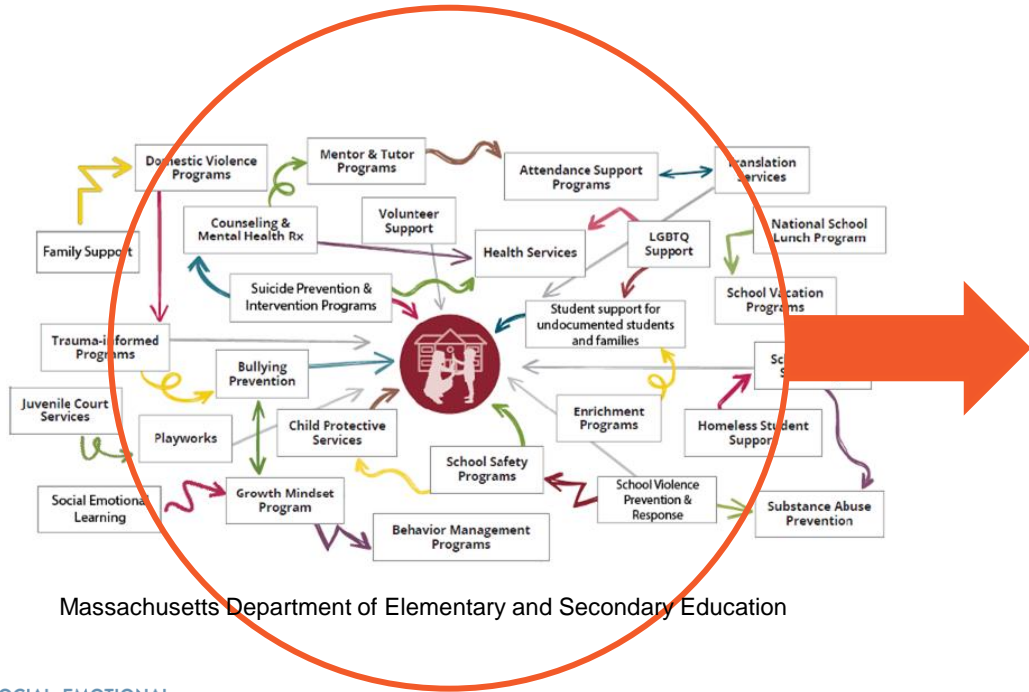 Domestic Violence
Programs
Mentor & Tutor
Programs
Attendance Support
Programs
Translation
Services
Family Support
Counseling &
Mental Health Rx
Volunteer
Support
Health Services
LGBTQ
Support
National School
Lunch Program
Suicide Prevention &
Intervention Programs
Student support for
undocumented students
and families
School Vacation
Programs
Trauma-informed
Programs
Bullying
Prevention
Juvenile Court
Services
Playworks
Child Protective
Services
Enrichment
Programs
Homeless Student
Support
School Safety
Programs
Social Emotional
Learning
Growth Mindset
Program
School Violence
Prevention &
Response
Substance Abuse
Prevention
Behavior Management
Programs
Massachusetts Department of Elementary and Secondary Education